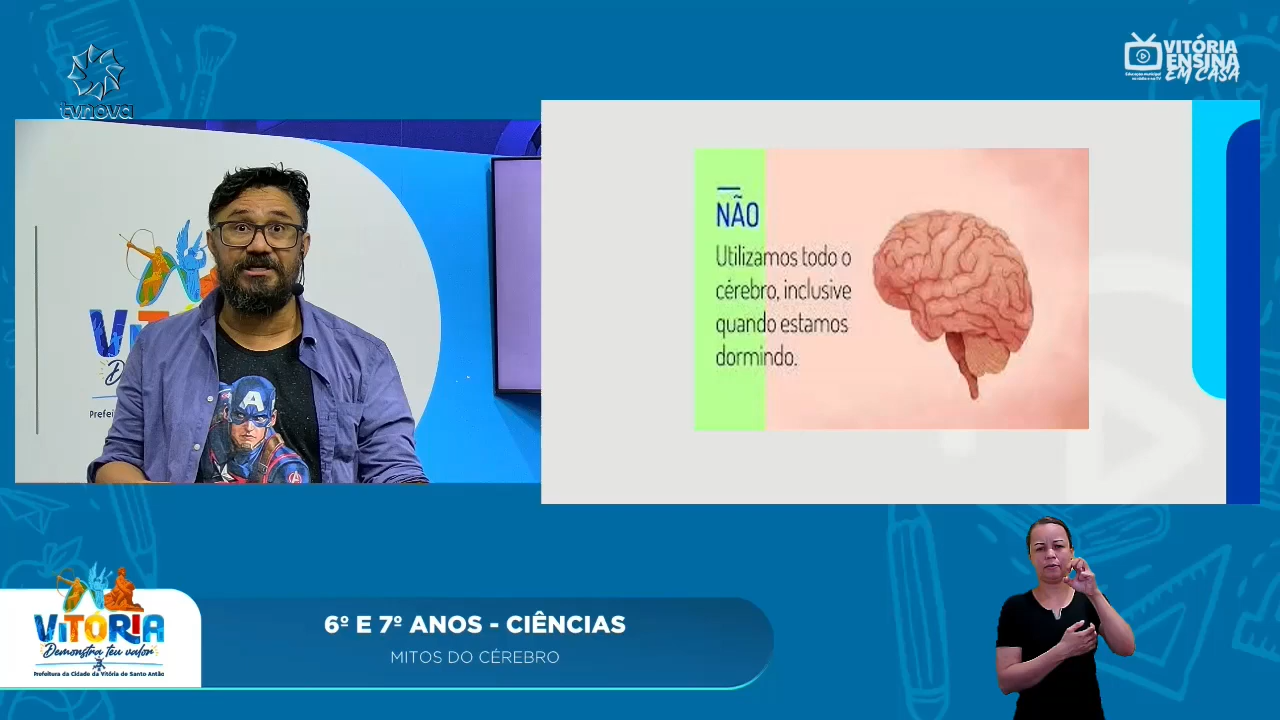 tvnova
VITÓRIA
ENSINA
EM CASA
NÃO
Utilizamos todo o
cérebro, inclusive
quando estamos
dormindo.
A
VITÓRIA
Demonstra teu valor
Prefeitura da Cidade da Vitória de Santo Antão
6º E 7º ANOS - CIÊNCIAS
MITOS DO CÉREBRO